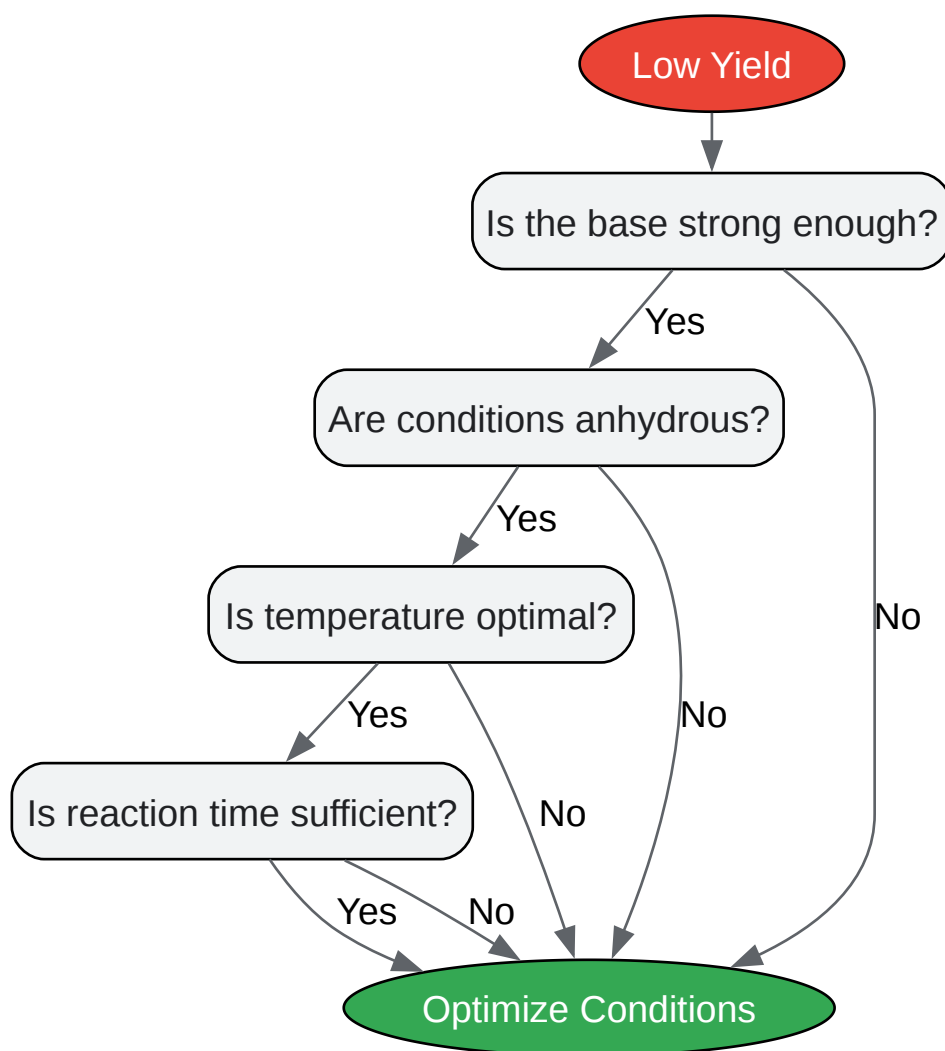 Low Yield
Is the base strong enough?
Yes
Are conditions anhydrous?
Yes
Is temperature optimal?
No
Yes
No
Is reaction time sufficient?
No
Yes
No
Optimize Conditions